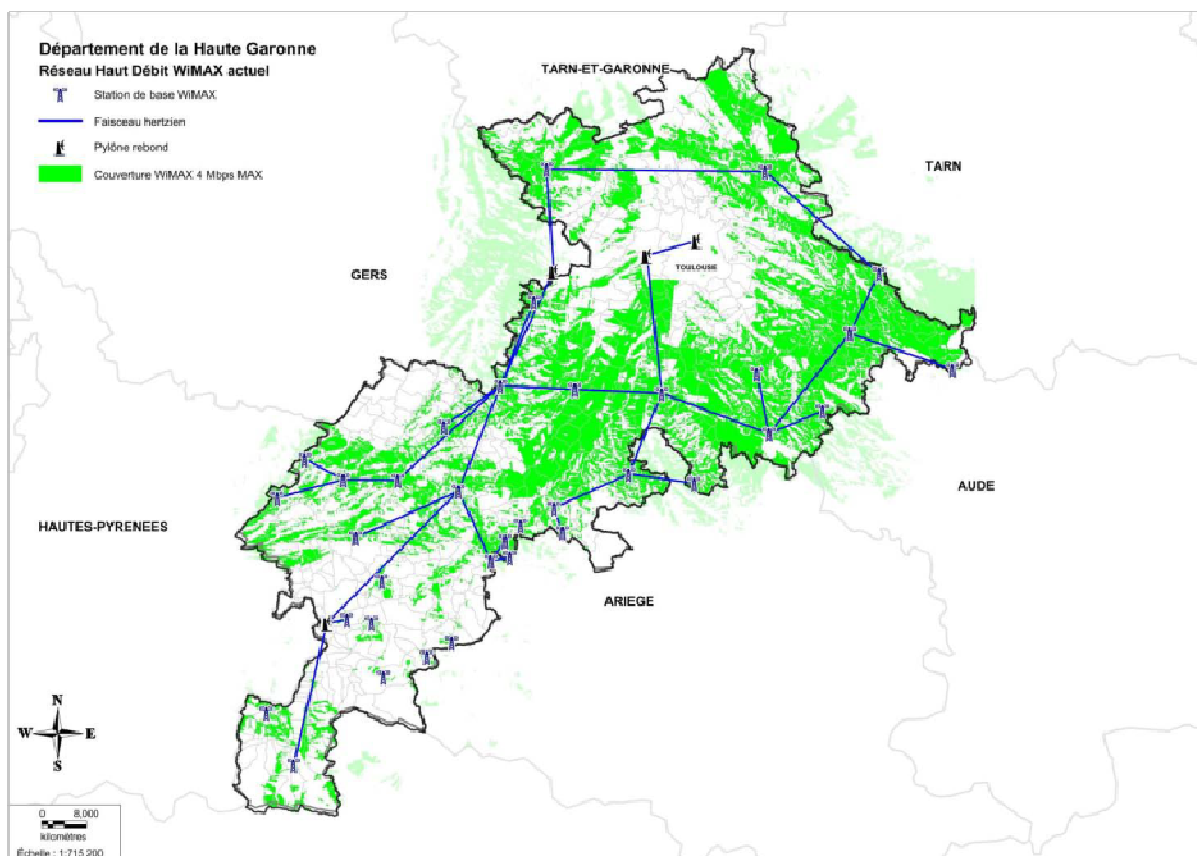 Département de la Haute Garonne
Réseau Haut Débit WiMAX actuel
Station de base WiMAX
Faisceau hertzien
Pylône rebond
Couverture WiMAX 4 Mbps MAX
TARN-ET-GARONNE
TARN
GERS
TOULOUSE
AUDE
HAUTES-PYRENEES
ARIEGE
N
W E
S
0 8,000
kilomètres
Échelle : 1:715 200